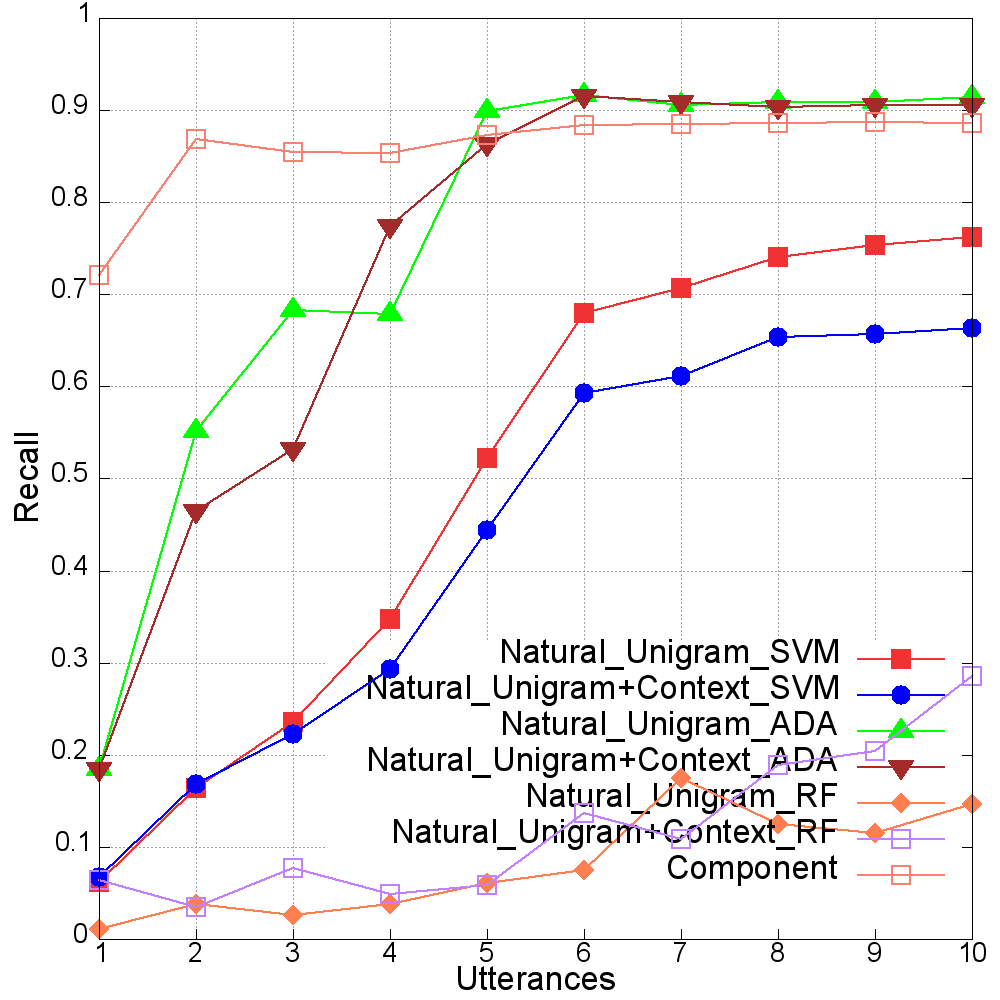 1
0.9
0.8
0.7
0.6
0.5
0.4
0.3
0.2
0.1
0
Recall
Natural_Unigram_SVM
Natural_Unigram+Context_SVM
Natural_Unigram_ADA
Natural_Unigram+Context_ADA
Natural_Unigram_RF
Natural_Unigram+Context_RF
Component
1 2 3 4 5 6 7 8 9 10
Utterances